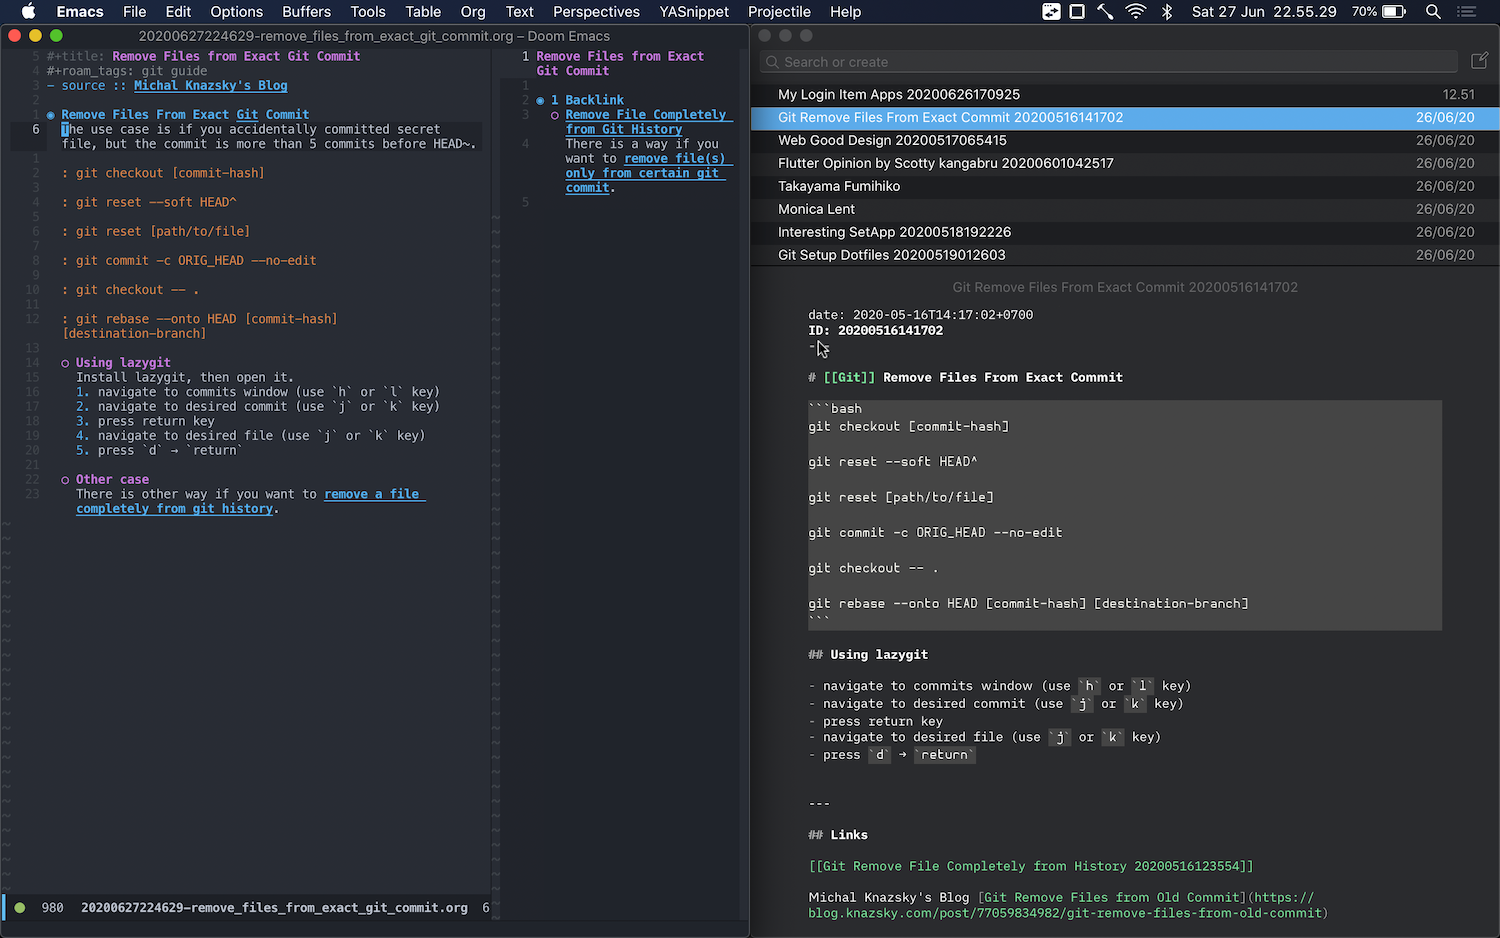 Emacs File Edit Options Buffers Tools Table Org Text Perspectives YASnippet Projectile Help Sat 27 Jun 22.55.29 70%
20200627224629-remove_files_from_exact_git_commit.org – Doom Emacs
5 #+title: Remove Files from Exact Git Commit
4 #+roam_tags: git guide
3 - source :: Michal Knazsky's Blog
2
1 Remove Files From Exact Git Commit
6 The use case is if you accidentally committed secret
file, but the commit is more than 5 commits before HEAD~.
1
2 : git checkout [commit-hash]
3
4 : git reset --soft HEAD^
5
6 : git reset [path/to/file]
7
8 : git commit -c ORIG_HEAD --no-edit
9
10 : git checkout -- .
11
12 : git rebase --onto HEAD [commit-hash]
[destination-branch]
13
14 Using lazygit
15 Install lazygit, then open it.
16 1. navigate to commits window (use `h` or `l` key)
17 2. navigate to desired commit (use `j` or `k` key)
18 3. press return key
19 4. navigate to desired file (use `j` or `k` key)
20 5. press `d` → `return`
21
22 Other case
23 There is other way if you want to remove a file
completely from git history.
980 20200627224629-remove_files_from_exact_git_commit.org 6
1 Remove Files from Exact
Git Commit
1
2 1 Backlink
3 Remove File Completely
from Git History
4 There is a way if you
want to remove file(s)
only from certain git
commit.
5
Search or create
My Login Item Apps 20200626170925 12.51
Git Remove Files From Exact Commit 20200516141702 26/06/20
Web Good Design 20200517065415 26/06/20
Flutter Opinion by Scotty kangabru 20200601042517 26/06/20
Takayama Fumihiko 26/06/20
Monica Lent 26/06/20
Interesting SetApp 20200518192226 26/06/20
Git Setup Dotfiles 20200519012603 26/06/20
Git Remove Files From Exact Commit 20200516141702
date: 2020-05-16T14:17:02+0700
ID: 20200516141702
# [[Git]] Remove Files From Exact Commit
```bash
git checkout [commit-hash]
git reset --soft HEAD^
git reset [path/to/file]
git commit -c ORIG_HEAD --no-edit
git checkout -- .
git rebase --onto HEAD [commit-hash] [destination-branch]
```
## Using lazygit
- navigate to commits window (use `h` or `l` key)
- navigate to desired commit (use `j` or `k` key)
- press return key
- navigate to desired file (use `j` or `k` key)
- press `d` → `return`
---
## Links
[[Git Remove File Completely from History 20200516123554]]
Michal Knazsky's Blog [Git Remove Files from Old Commit](https://
blog.knazsky.com/post/77059834982/git-remove-files-from-old-commit)